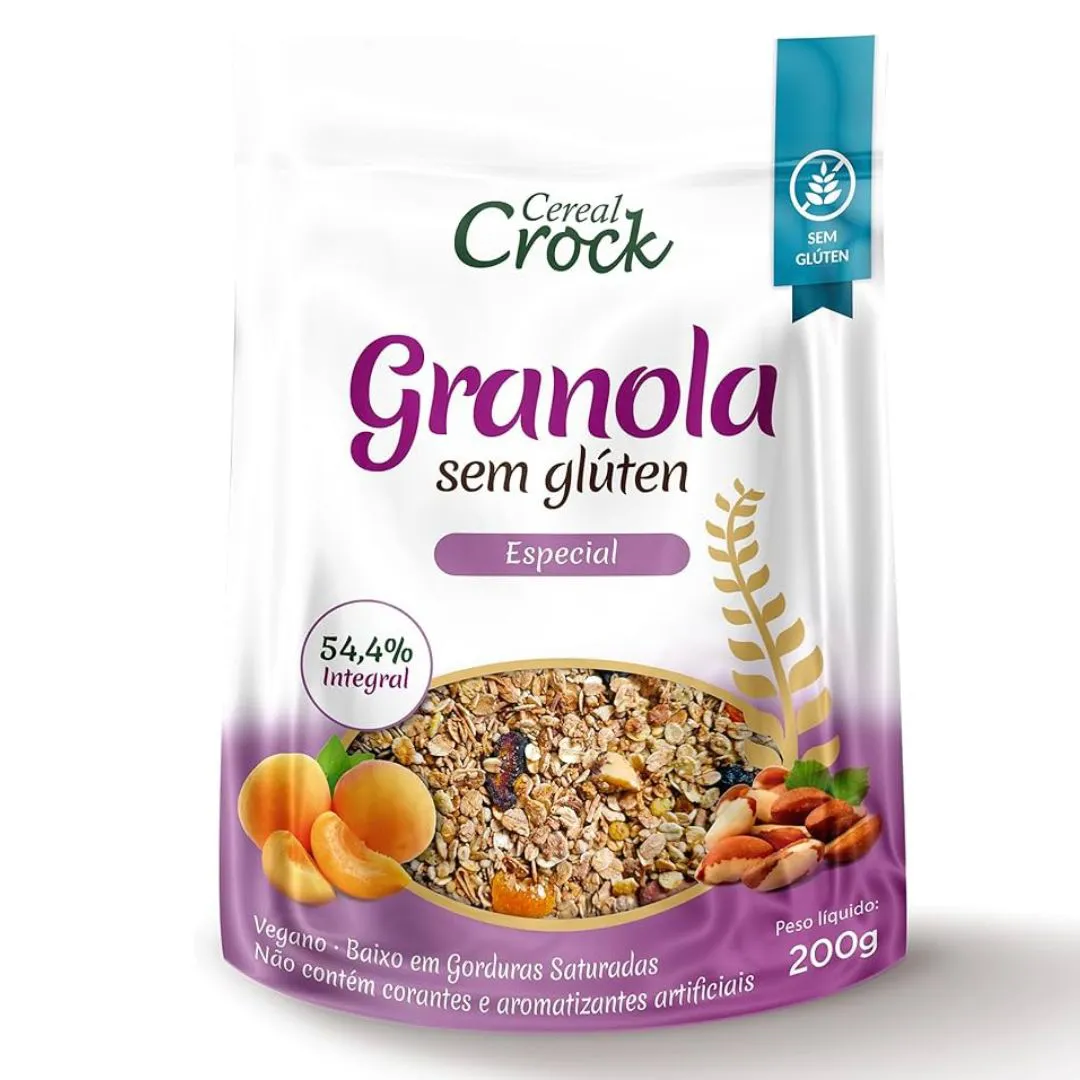 Cereal
Crock
SEM
GLÚTEN
Granola
sem glúten
Especial
54,4%
Integral
Vegano · Baixo em Gorduras Saturadas
Não contém corantes e aromatizantes artificiais
Peso líquido:
200g